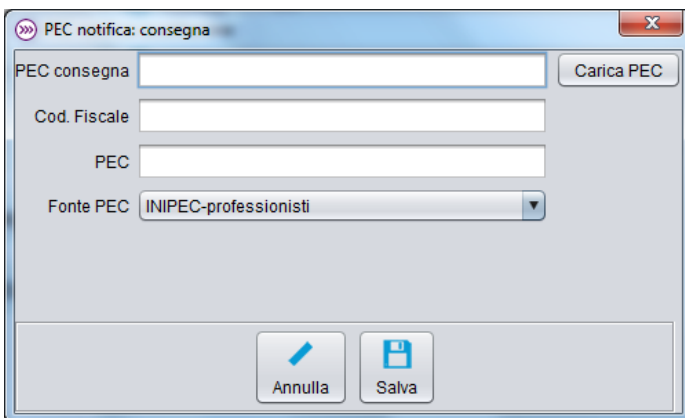 PEC notifica: consegna
PEC consegna Carica PEC
Cod. Fiscale
PEC
Fonte PEC INIPEC-professionisti
Annulla Salva